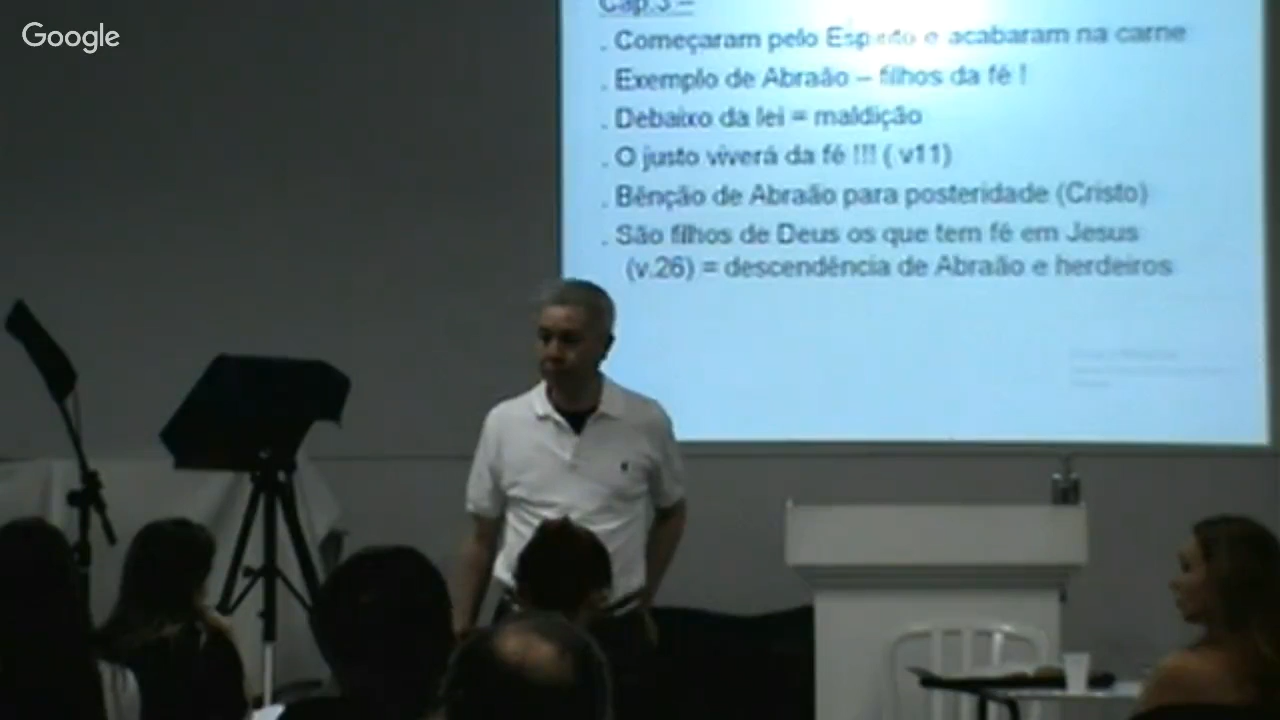 Google
Cap.3 –
. Começaram pelo Espírito e acabaram na carne
. Exemplo de Abraão – filhos da fé !
. Debaixo da lei = maldição
. O justo viverá da fé !!! ( v11)
. Bênção de Abraão para posteridade (Cristo)
. São filhos de Deus os que tem fé em Jesus
(v.26) = descendência de Abraão e herdeiros